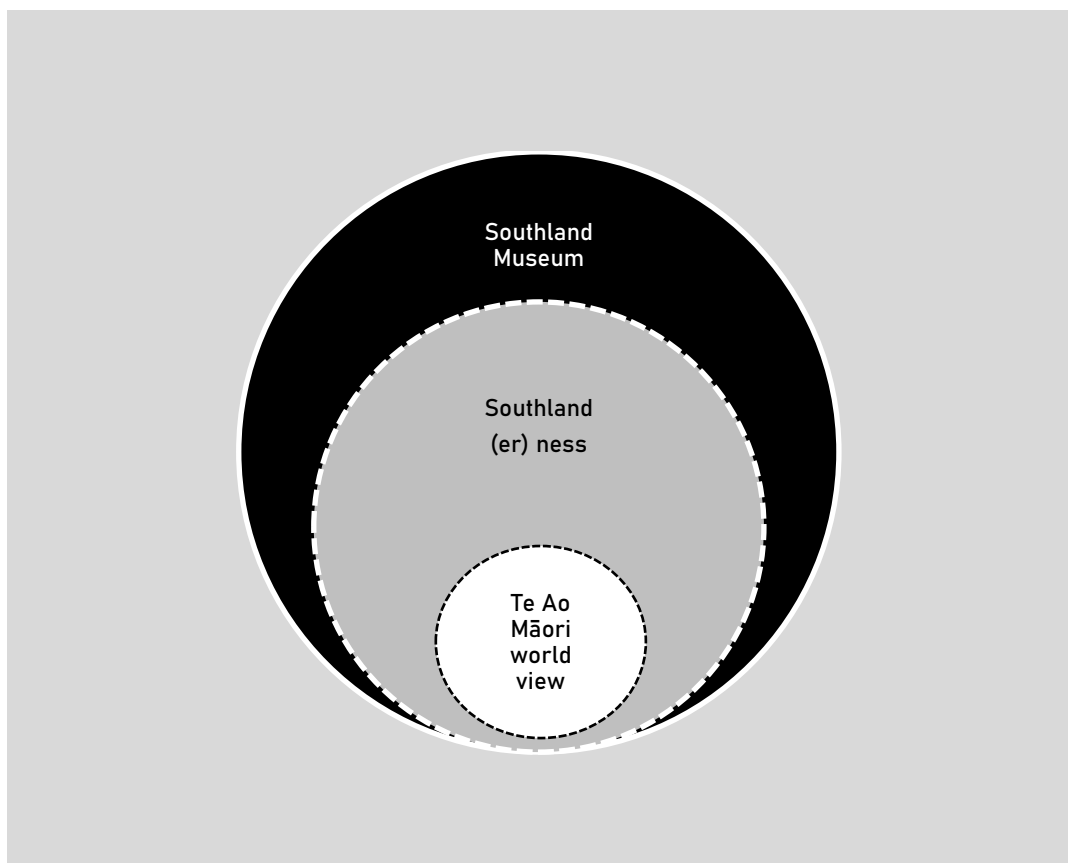 Southland
Museum
Southland
(er) ness
Te Ao
Māori
world
view